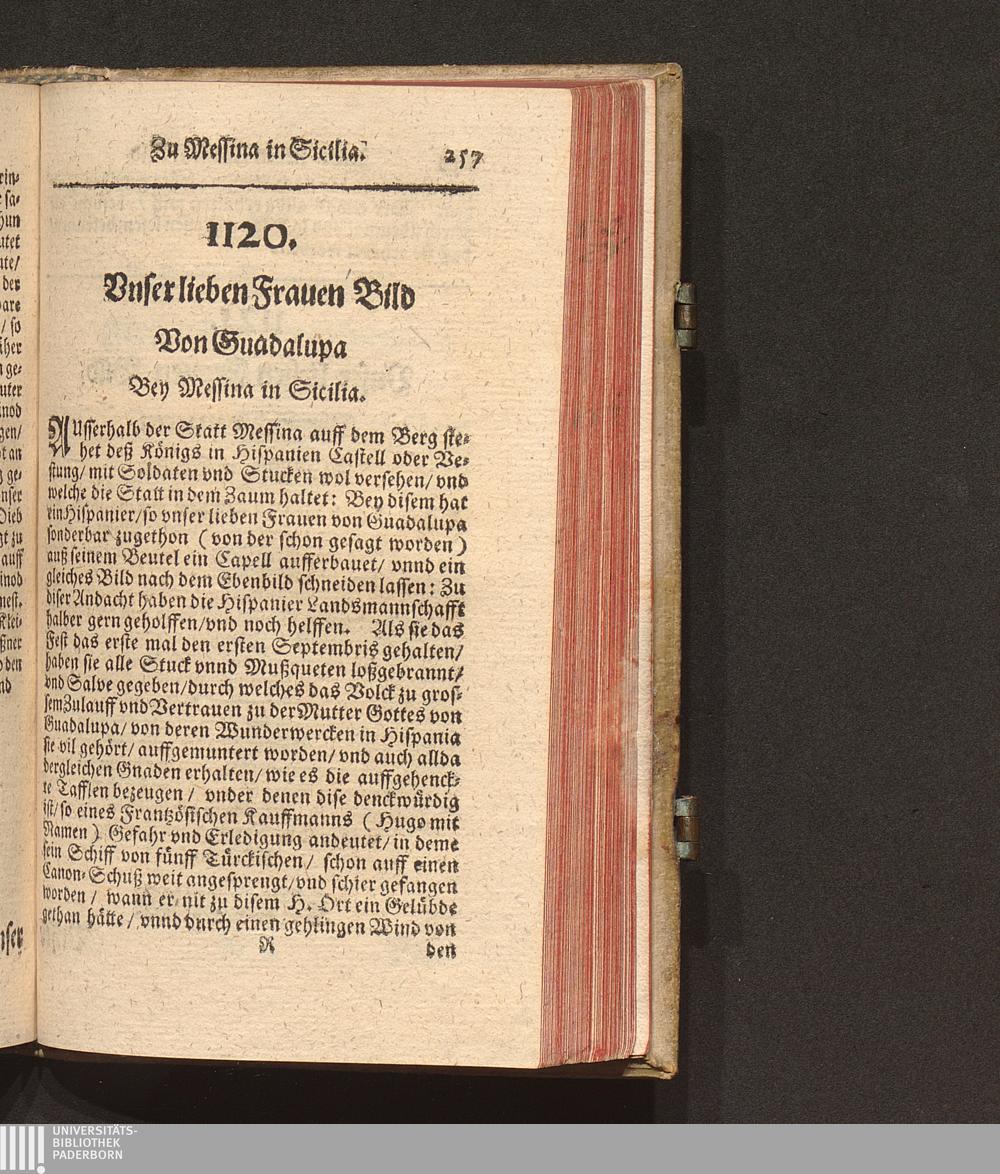 Zu Messina in Sicilia. 257
1120.
Vnser lieben Frauen Bild
Von Guadalupa
Bey Messina in Sicilia.
AUsserhalb der Statt Messina auff dem Berg ste-
het deß Königs in Hispanien Castell oder Ve-
stung/ mit Soldaten vnd Stucken wol versehen/ vnd
welche die Statt in dem Zaum haltet: Bey disem hat
ein Hispanier/ so vnser lieben Frauen von Guadalupa
sonderbar zugethon ( von der schon gesagt worden )
auß seinem Beutel ein Capell aufferbauet/ vnnd ein
gleiches Bild nach dem Ebenbild schneiden lassen: Zu
diser Andacht haben die Hispanier Landsmannschafft
halber gern geholffen/ vnd noch helffen. Als sie das
Fest das erste mal den ersten Septembris gehalten/
haben sie alle Stuck vnnd Mußqueten loßgebrannt/
vnd Salve gegeben/ durch welches das Volck zu gros-
sem Zulauff vnd Vertrauen zu der Mutter Gottes von
Guadalupa/ von deren Wunderwercken in Hispania
sie vil gehört/ auffgemuntert worden/ vnd auch allda
dergleichen Gnaden erhalten/ wie es die auffgehenck-
te Tafflen bezeugen / vnder denen dise denckwürdig
ist/ so eines Frantzösischen Kauffmanns ( Hugo mit
Namen ) Gefahr vnd Erledigung andeutet/ in deme
sein Schiff von fünff Türckischen/ schon auff einen
Canon-Schuß weit angesprengt/ vnd schier gefangen
worden / wann er nit zu disem H. Ort ein Gelübde
gethan hätte / vnnd durch einen gehlingen Wind von
R den
UNIVERSITÄTS-
BIBLIOTHEK
PADERBORN